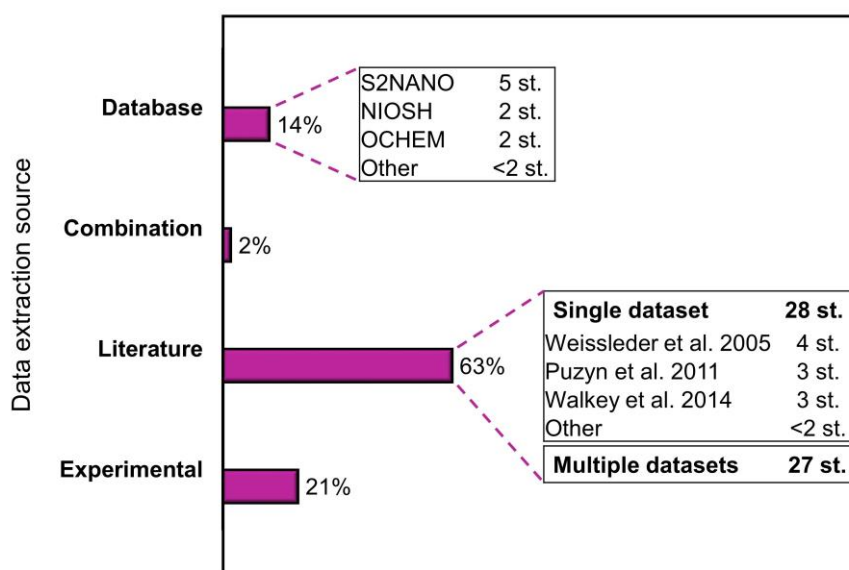 Data extraction source
Database
14%
S2NANO 5 st.
NIOSH 2 st.
OCHEM 2 st.
Other <2 st.
Combination
2%
Literature
63%
Single dataset 28 st.
Weissleder et al. 2005 4 st.
Puzyn et al. 2011 3 st.
Walkey et al. 2014 3 st.
Other <2 st.
Multiple datasets 27 st.
Experimental
21%